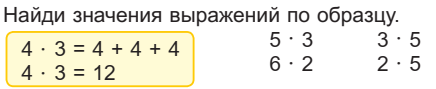 Найди значения выражений по образцу.
4 · 3 = 4 + 4 + 4
4 · 3 = 12
5 · 3 3 · 5
6 · 2 2 · 5